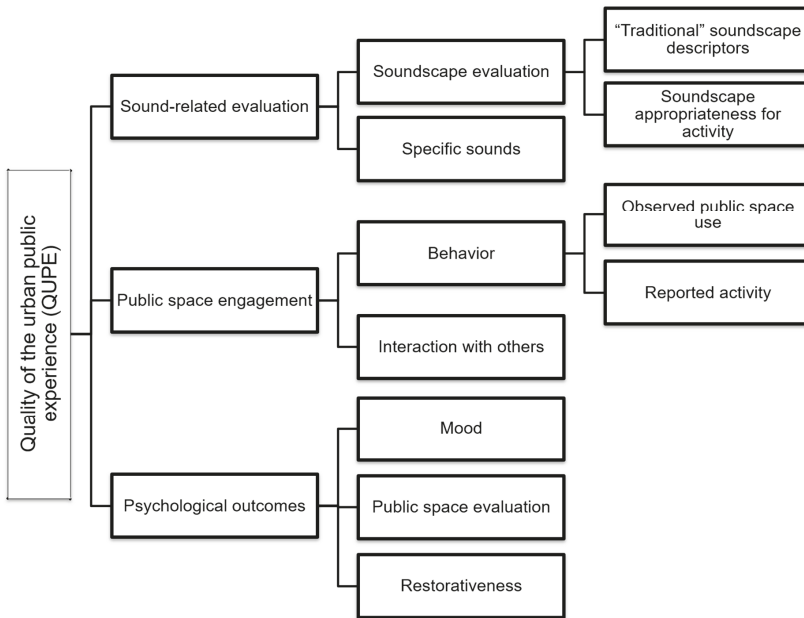 Quality of the urban public
experience (QUPE)
Sound-related evaluation
Soundscape evaluation
“Traditional” soundscape
descriptors
Soundscape
appropriateness for
activity
Specific sounds
Public space engagement
Behavior
Observed public space
use
Reported activity
Interaction with others
Psychological outcomes
Mood
Public space evaluation
Restorativeness